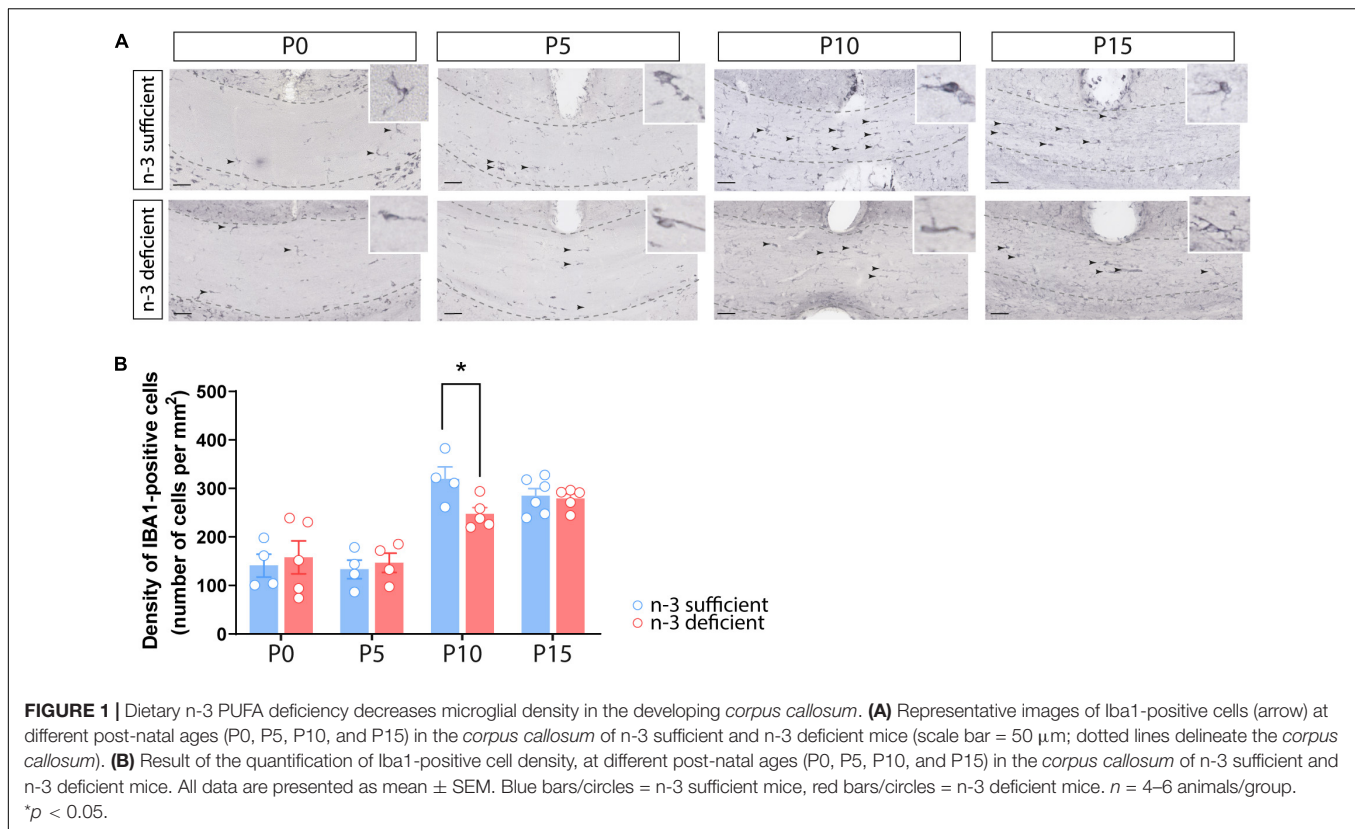 A
P0
P5
P10
P15
n-3 sufficient
n-3 deficient
B
Density of IBA1-positive cells
(number of cells per mm²)
500
400
300
200
100
0
*
P0
P5
P10
P15
n-3 sufficient
n-3 deficient
FIGURE 1 | Dietary n-3 PUFA deficiency decreases microglial density in the developing corpus callosum. (A) Representative images of Iba1-positive cells (arrow) at
different post-natal ages (P0, P5, P10, and P15) in the corpus callosum of n-3 sufficient and n-3 deficient mice (scale bar = 50 μm; dotted lines delineate the corpus
callosum). (B) Result of the quantification of Iba1-positive cell density, at different post-natal ages (P0, P5, P10, and P15) in the corpus callosum of n-3 sufficient and
n-3 deficient mice. All data are presented as mean ± SEM. Blue bars/circles = n-3 sufficient mice, red bars/circles = n-3 deficient mice. n = 4–6 animals/group.
*p < 0.05.